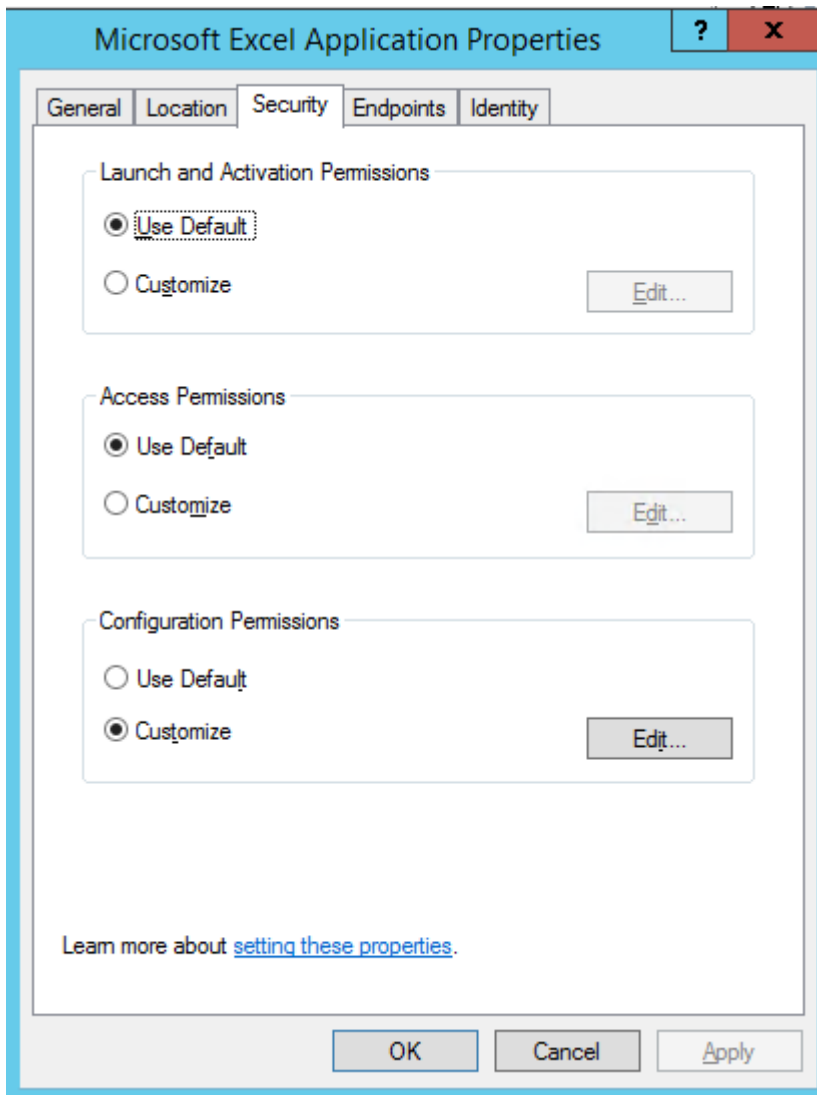 Microsoft Excel Application Properties ? x
General Location Security Endpoints Identity
Launch and Activation Permissions
Use Default
Customize
Edit...
Access Permissions
Use Default
Customize
Edit...
Configuration Permissions
Use Default
Customize
Edit...
Learn more about setting these properties.
OK Cancel Apply